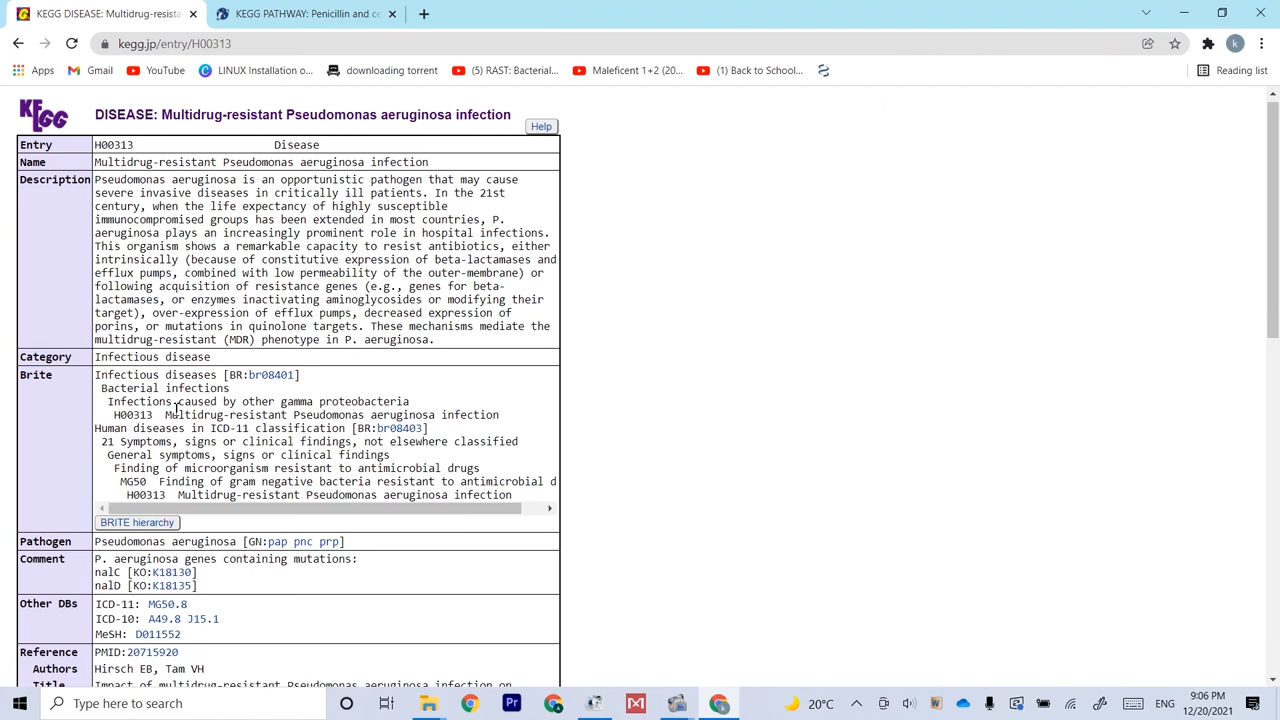 KEGG DISEASE: Multidrug-resista
KEGG PATHWAY: Penicillin and ce
kegg.jp/entry/H00313
k
Apps
Gmail
YouTube
LINUX Installation o...
downloading torrent
(5) RAST: Bacterial...
Maleficent 1+2 (20...
(1) Back to School...
Reading list
KEGG
DISEASE: Multidrug-resistant Pseudomonas aeruginosa infection
Help
Entry H00313 Disease
Name Multidrug-resistant Pseudomonas aeruginosa infection
Description Pseudomonas aeruginosa is an opportunistic pathogen that may cause
severe invasive diseases in critically ill patients. In the 21st
century, when the life expectancy of highly susceptible
immunocompromised groups has been extended in most countries, P.
aeruginosa plays an increasingly prominent role in hospital infections.
This organism shows a remarkable capacity to resist antibiotics, either
intrinsically (because of constitutive expression of beta-lactamases and
efflux pumps, combined with low permeability of the outer-membrane) or
following acquisition of resistance genes (e.g., genes for beta-
lactamases, or enzymes inactivating aminoglycosides or modifying their
target), over-expression of efflux pumps, decreased expression of
porins, or mutations in quinolone targets. These mechanisms mediate the
multidrug-resistant (MDR) phenotype in P. aeruginosa.
Category Infectious disease
Brite Infectious diseases [BR:br08401]
Bacterial infections
Infections caused by other gamma proteobacteria
H00313 Multidrug-resistant Pseudomonas aeruginosa infection
Human diseases in ICD-11 classification [BR:br08403]
21 Symptoms, signs or clinical findings, not elsewhere classified
General symptoms, signs or clinical findings
Finding of microorganism resistant to antimicrobial drugs
MG50 Finding of gram negative bacteria resistant to antimicrobial d
H00313 Multidrug-resistant Pseudomonas aeruginosa infection
BRITE hierarchy
Pathogen Pseudomonas aeruginosa [GN:pap pnc prp]
Comment P. aeruginosa genes containing mutations:
nalC [KO:K18130]
nalD [KO:K18135]
Other DBs ICD-11: MG50.8
ICD-10: A49.8 J15.1
MeSH: D011552
Reference PMID:20715920
Authors Hirsch EB, Tam VH
Title Impact of multidrug-resistant Pseudomonas aeruginosa infection on
Type here to search
Pr
M
W
20°C
9:06 PM
12/20/2021